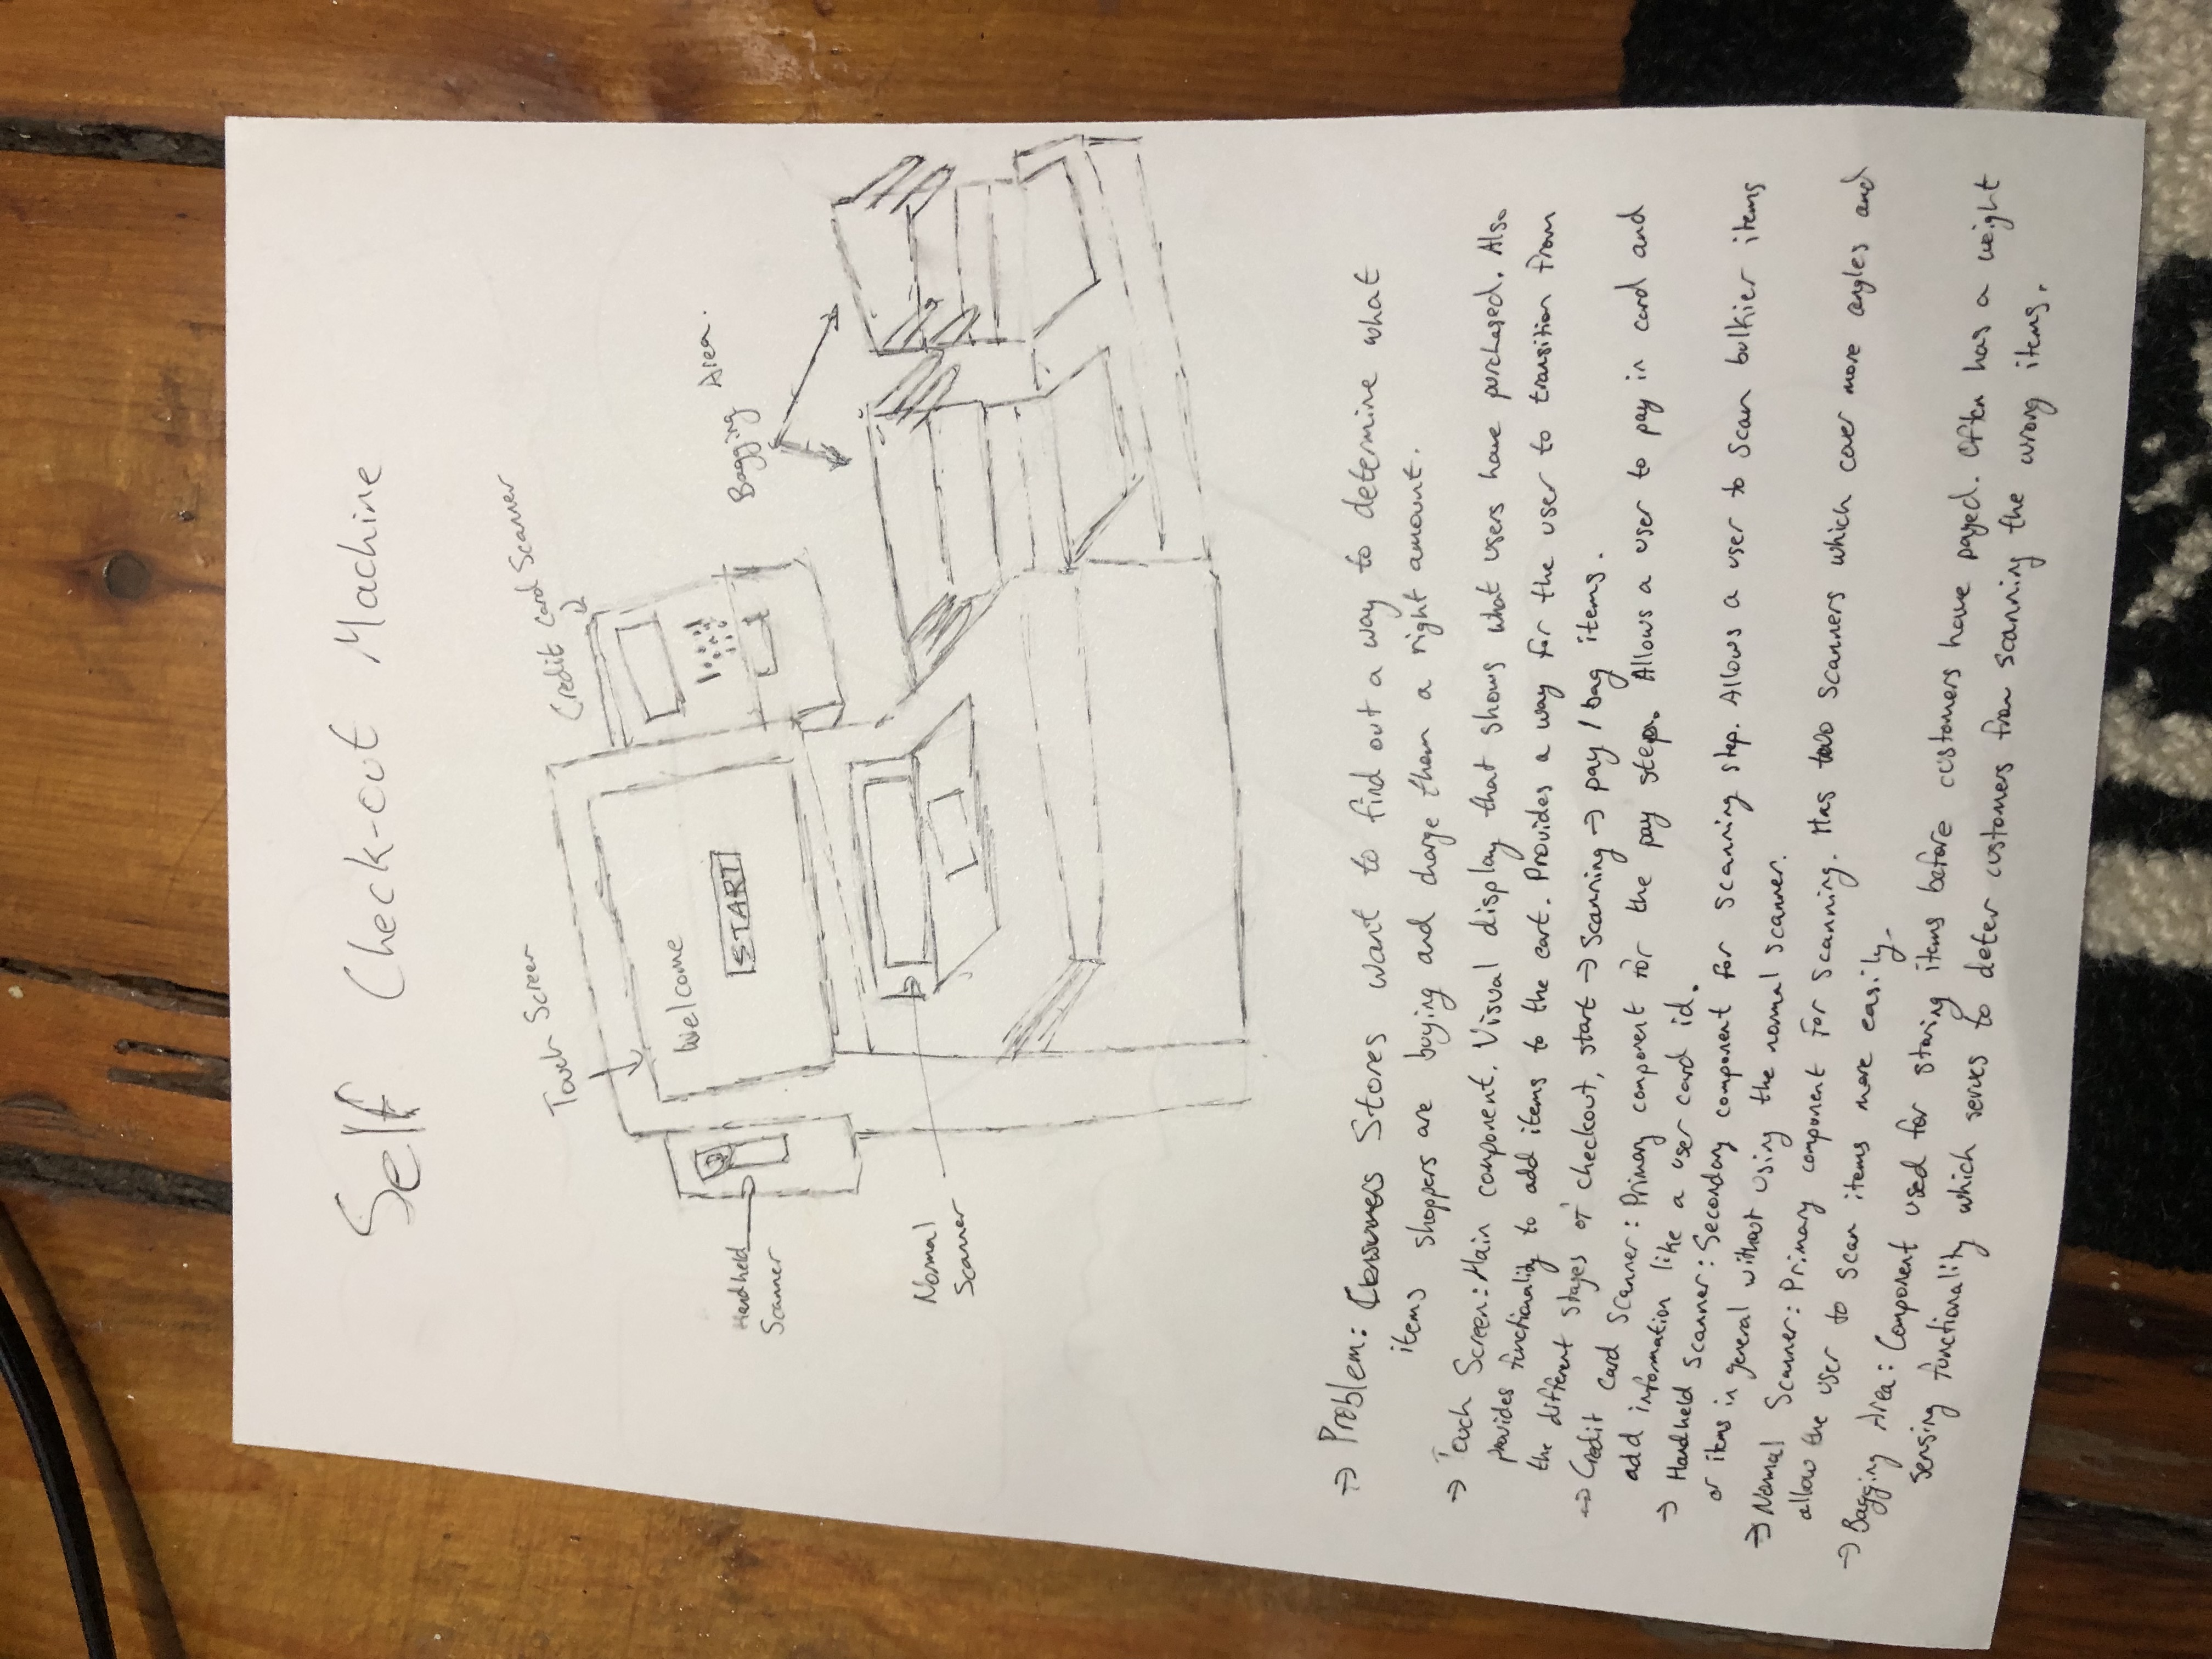 Self Check-out Machine
Touch Screen
Credit Card Scanner
Welcome
START
Handheld
Scanner
Bagging Area.
Normal
Scanner
→ Problem: Consumers Stores want to find out a way to determine what
items shoppers are buying and charge them a right amount.
→ Touch Screen: Main component. Visual display that shows what users have purchased. Also
provides functionality to add items to the cart. Provides a way for the user to transition from
the different stages of checkout, start → Scanning → pay / bag items.
→ Credit Card Scanner: Primary component for the pay step. Allows a user to pay in card and
add information like a user card id.
→ Handheld scanner: Secondary component for scanning step. Allows a user to scan bulkier items
or items in general without using the normal scanner.
→ Normal Scanner: Primary component for scanning. Has two scanners which cover more angles and
allow the user to scan items more easily.
→ Bagging Area: Component used for storing items before customers have payed. Often has a weight
sensing functionality which serves to deter customers from scanning the wrong items.